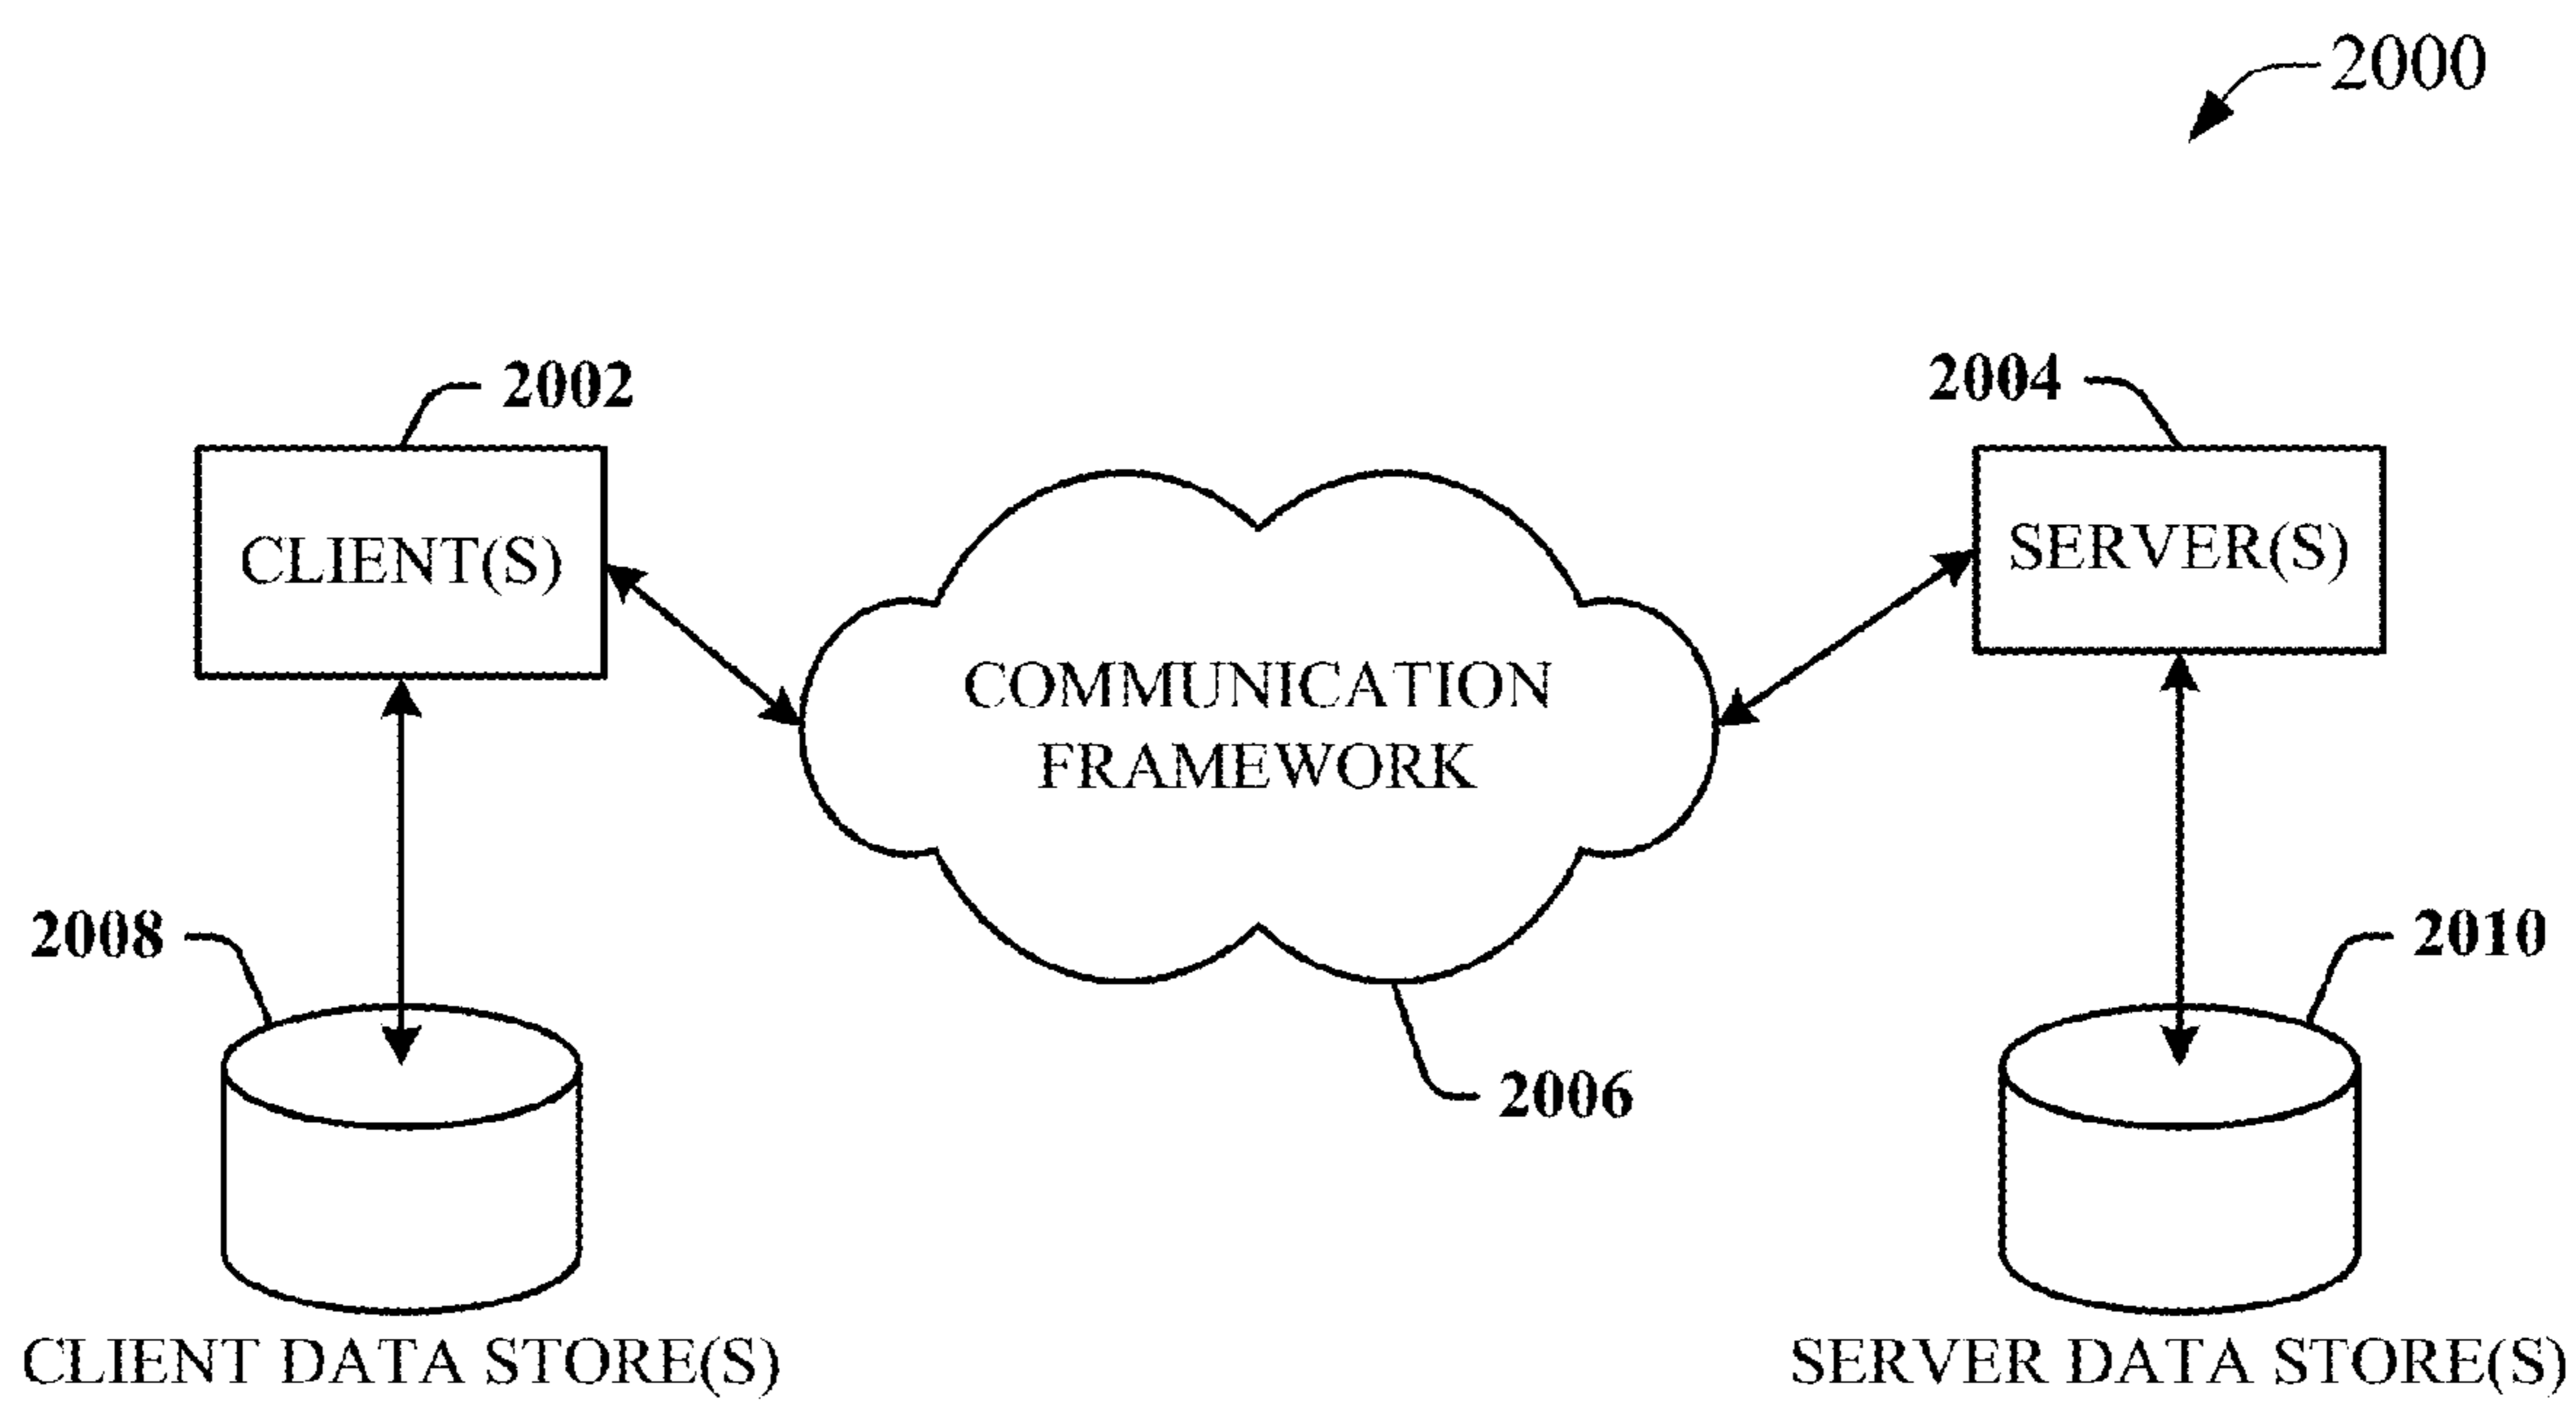 2000
2002
2004
CLIENT(S)
SERVER(S)
COMMUNICATION
FRAMEWORK
2008
2010
2006
CLIENT DATA STORE(S)
SERVER DATA STORE(S)